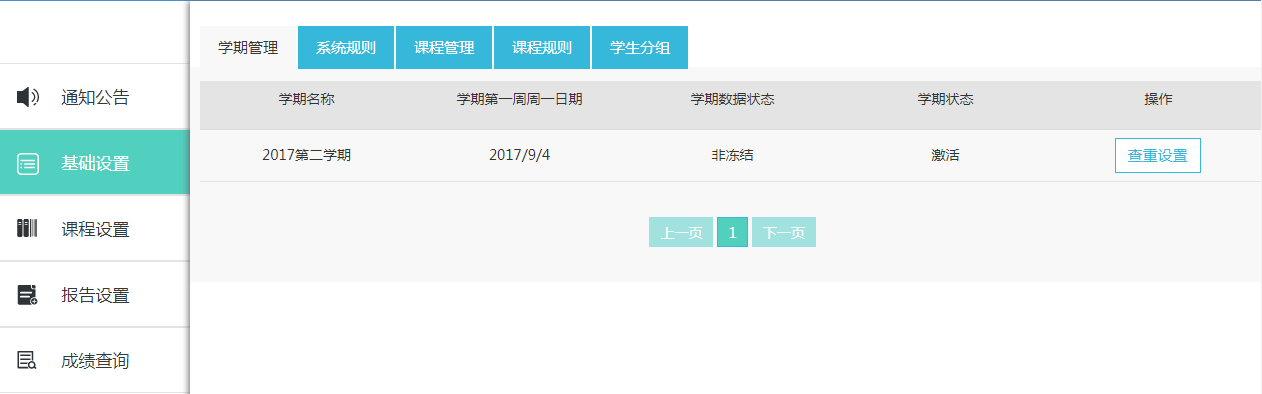 学期管理 系统规则 课程管理 课程规则 学生分组
通知公告
基础设置
课程设置
报告设置
成绩查询
学期名称 学期第一周周一日期 学期数据状态 学期状态 操作
2017第二学期 2017/9/4 非冻结 激活 查重设置
上一页 1 下一页